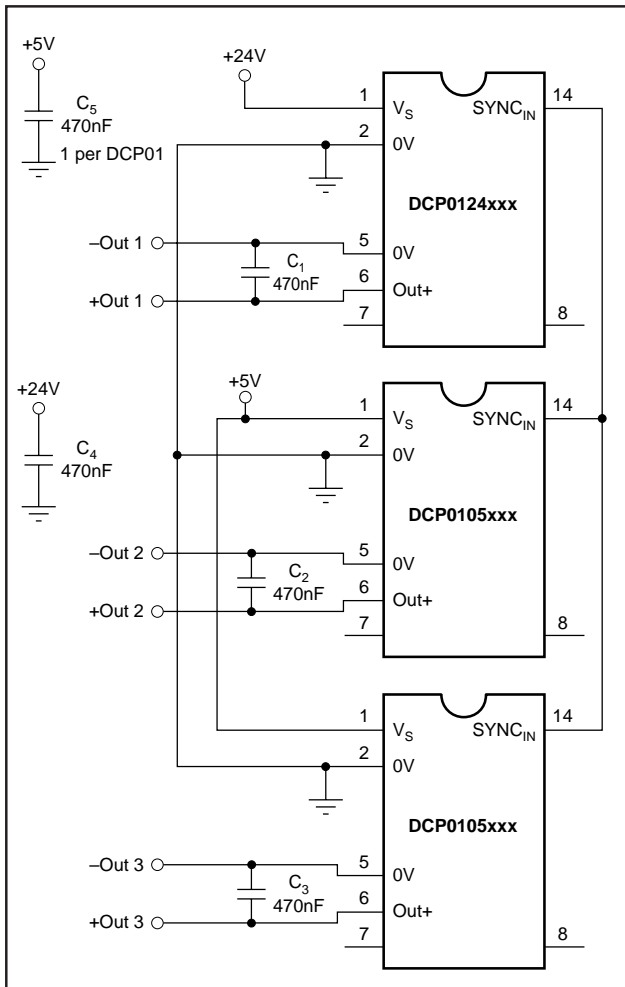 +5V
C5
470nF
1 per DCP01
+24V
1
VS
SYNCIN
14
2
0V
DCP0124xxx
–Out 1
5
0V
C1
470nF
+Out 1
6
Out+
7
8
+24V
C4
470nF
+5V
1
VS
SYNCIN
14
2
0V
DCP0105xxx
–Out 2
5
0V
C2
470nF
+Out 2
6
Out+
7
8
1
VS
SYNCIN
14
2
0V
DCP0105xxx
–Out 3
5
0V
C3
470nF
+Out 3
6
Out+
7
8